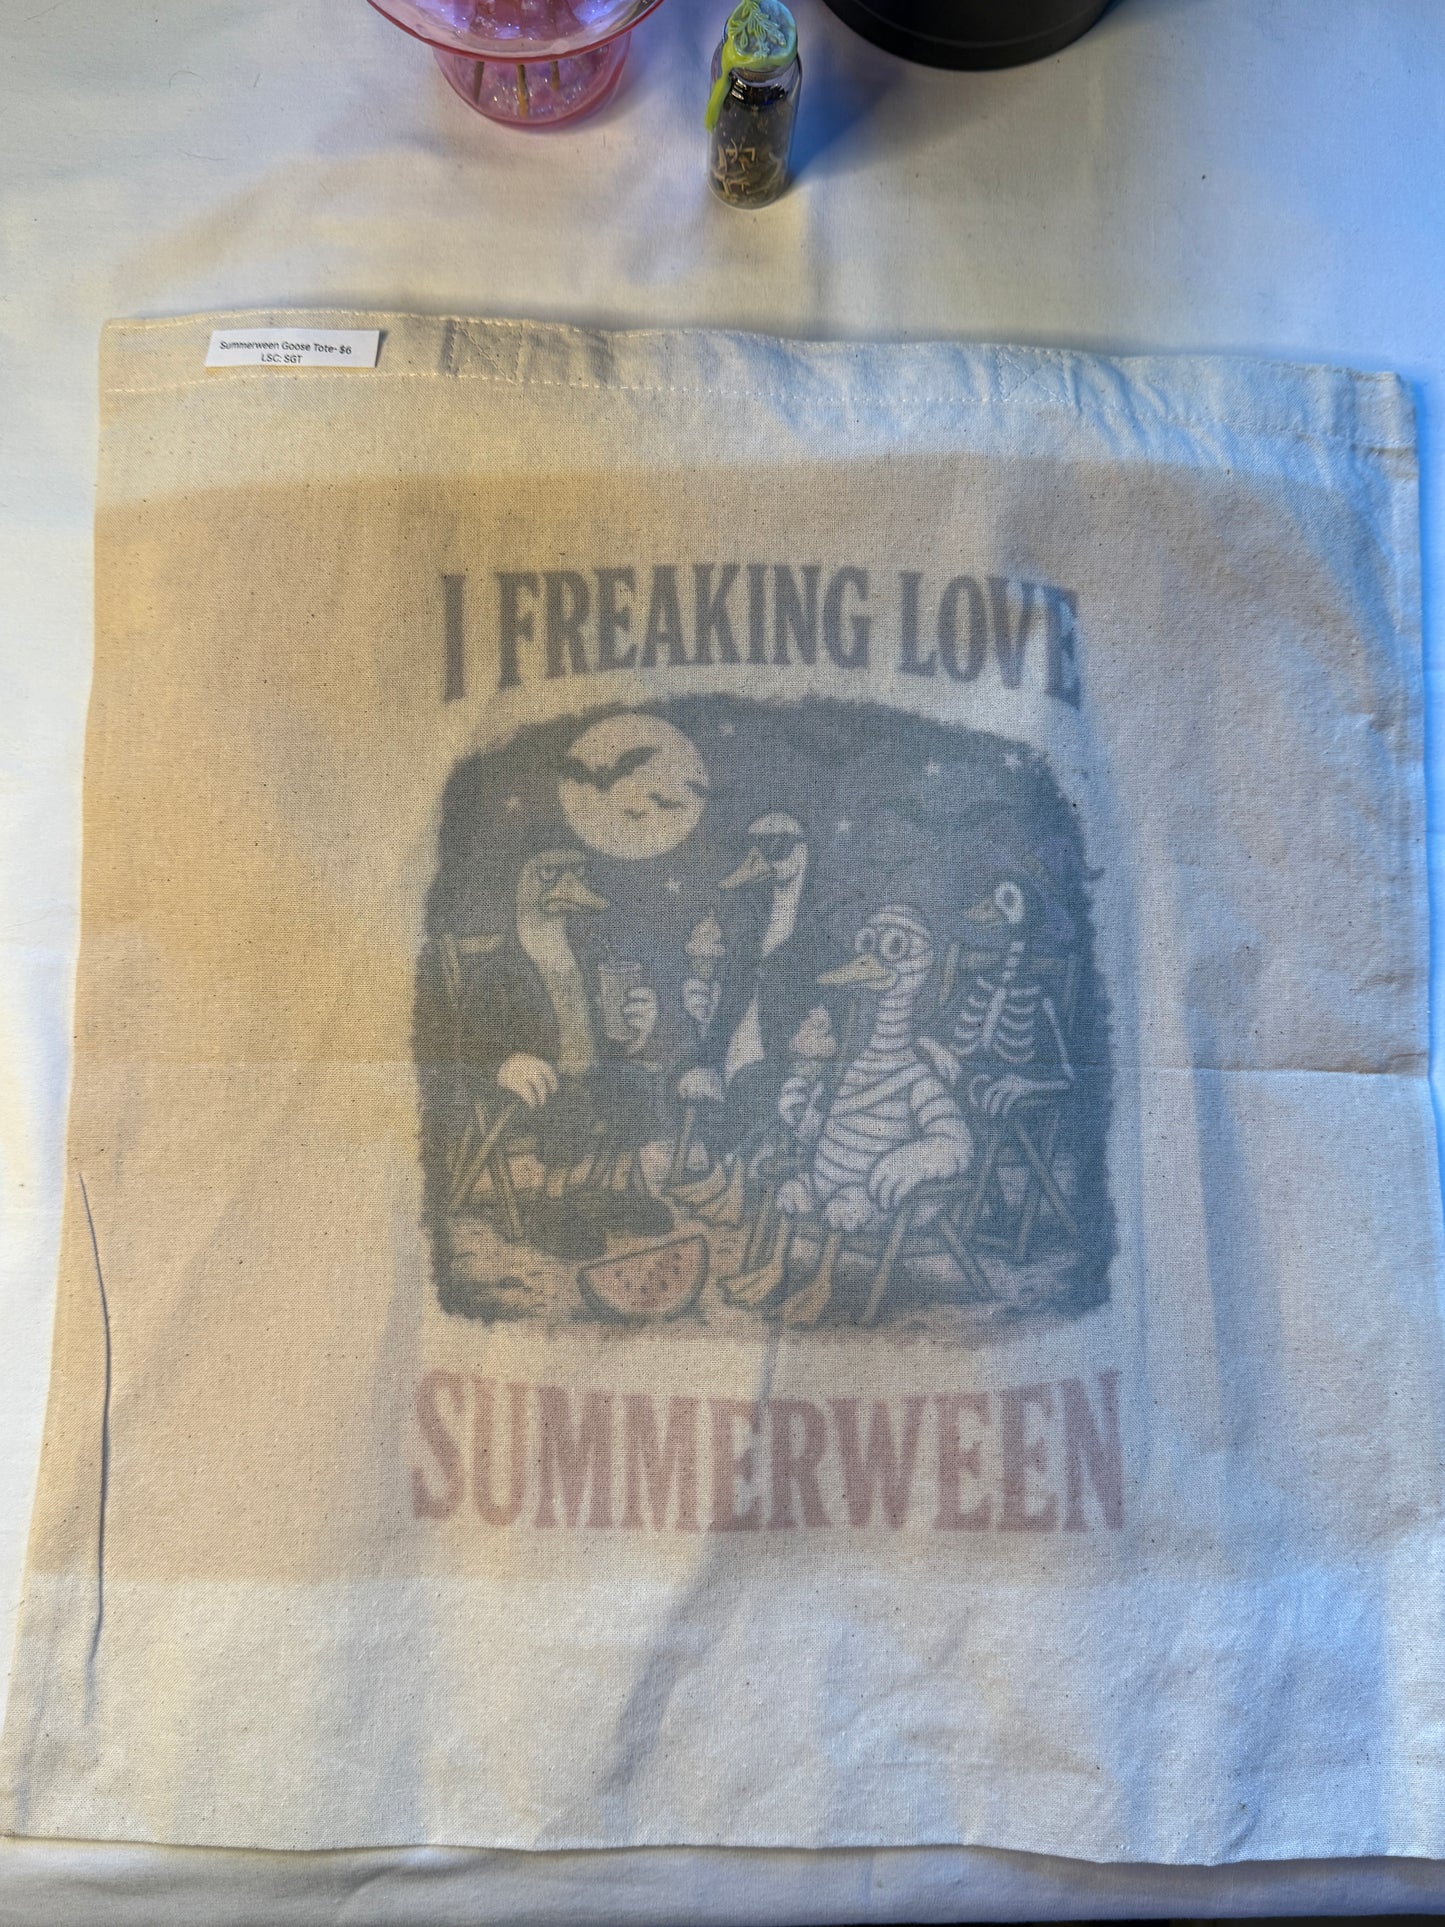 Summerween Goose Tote- $6
LSC: SGT
I FREAKING LOVE
SUMMERWEEN